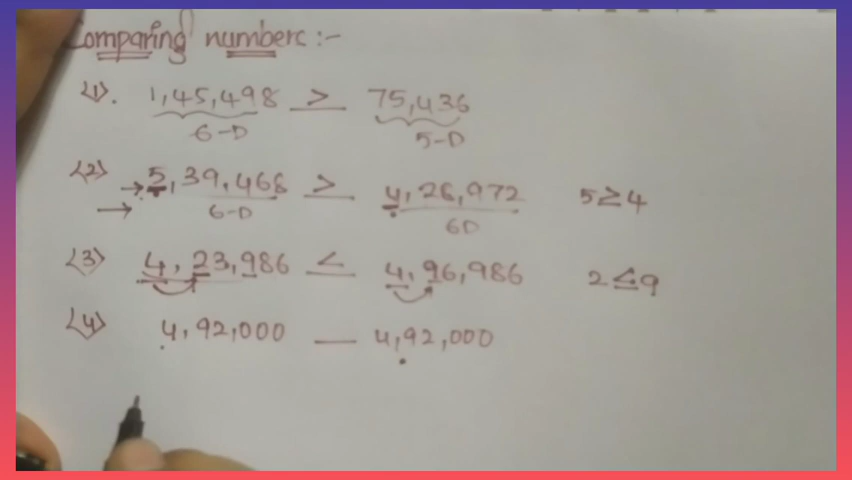 Comparing numbers :-
<1>. 1,45,498 > 75,436
6-D 5-D
<2> → 5,39,468 > 4,26,972 5≥4
→ 6-D 6D
<3> 4,23,986 < 4,96,986 2≤9
<4> 4,92,000 __ 4,92,000